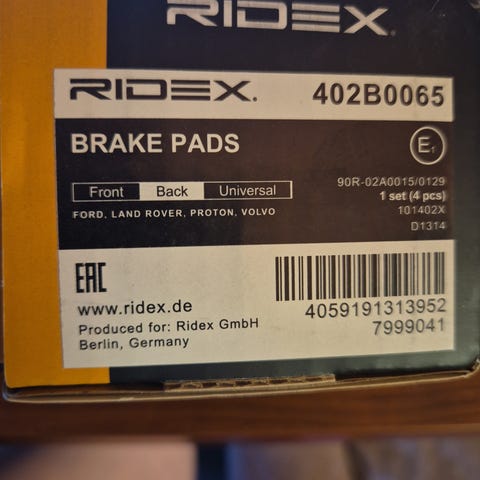 RIDEX.
RIDEX. 402B0065
BRAKE PADS E1
90R-02A0015/0129
Front Back Universal 1 set (4 pcs)
FORD, LAND ROVER, PROTON, VOLVO 101402X
D1314
EAC
www.ridex.de 4059191313952
Produced for: Ridex GmbH 7999041
Berlin, Germany